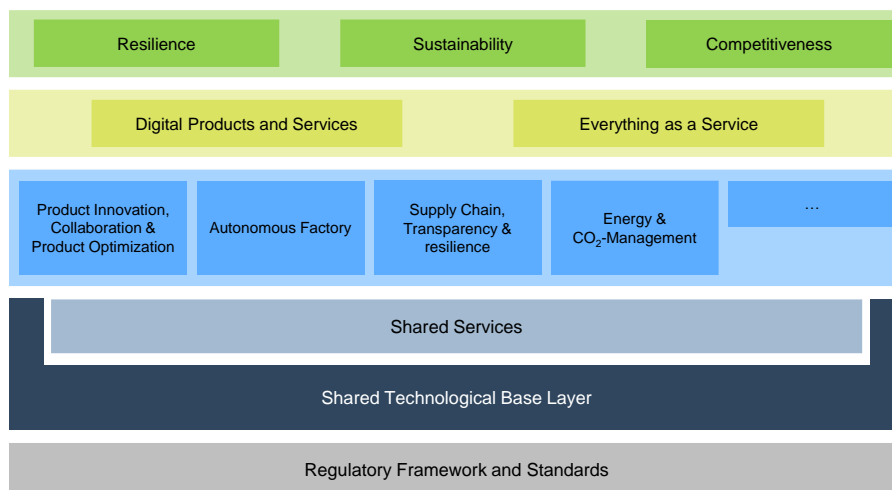 Resilience
Sustainability
Competitiveness
Digital Products and Services
Everything as a Service
Product Innovation,
Collaboration &
Product Optimization
Autonomous Factory
Supply Chain,
Transparency &
resilience
Energy &
CO₂-Management
…
Shared Services
Shared Technological Base Layer
Regulatory Framework and Standards